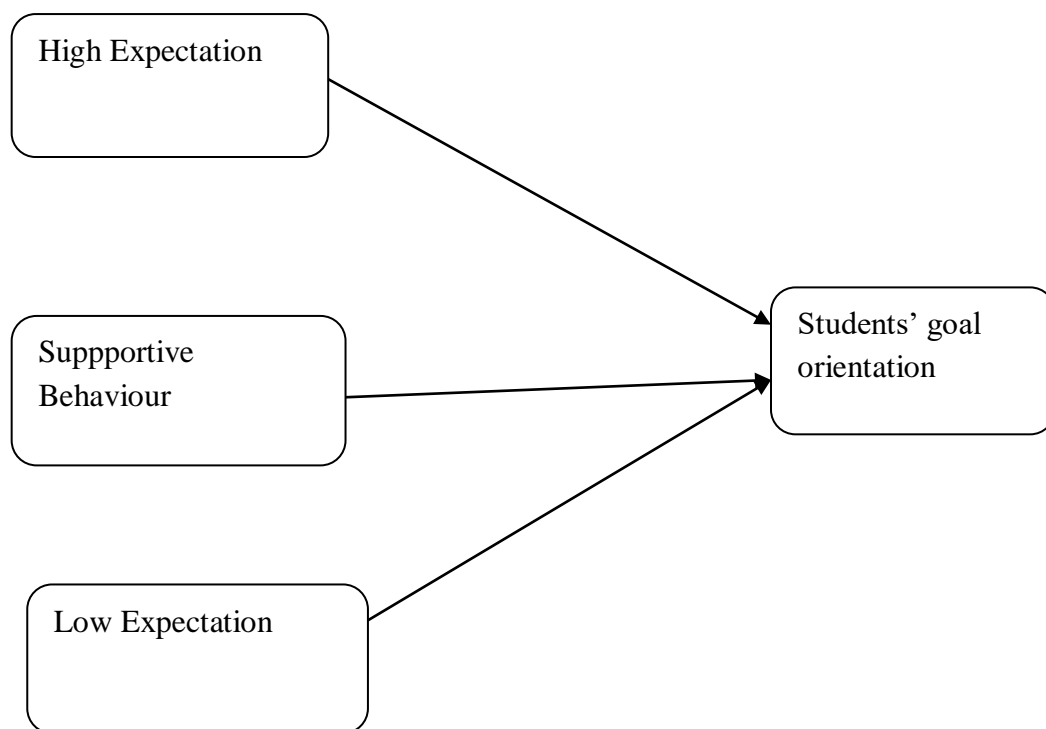 High Expectation
Suppportive
Behaviour
Students’ goal
orientation
Low Expectation